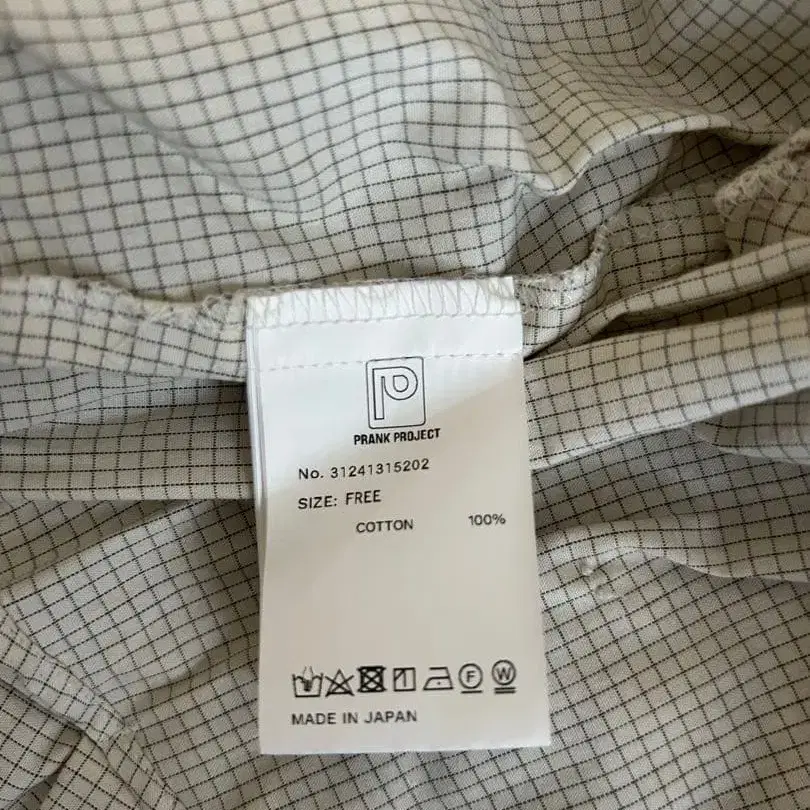 P
PRANK PROJECT
No. 31241315202
SIZE: FREE
COTTON 100%
F W
MADE IN JAPAN